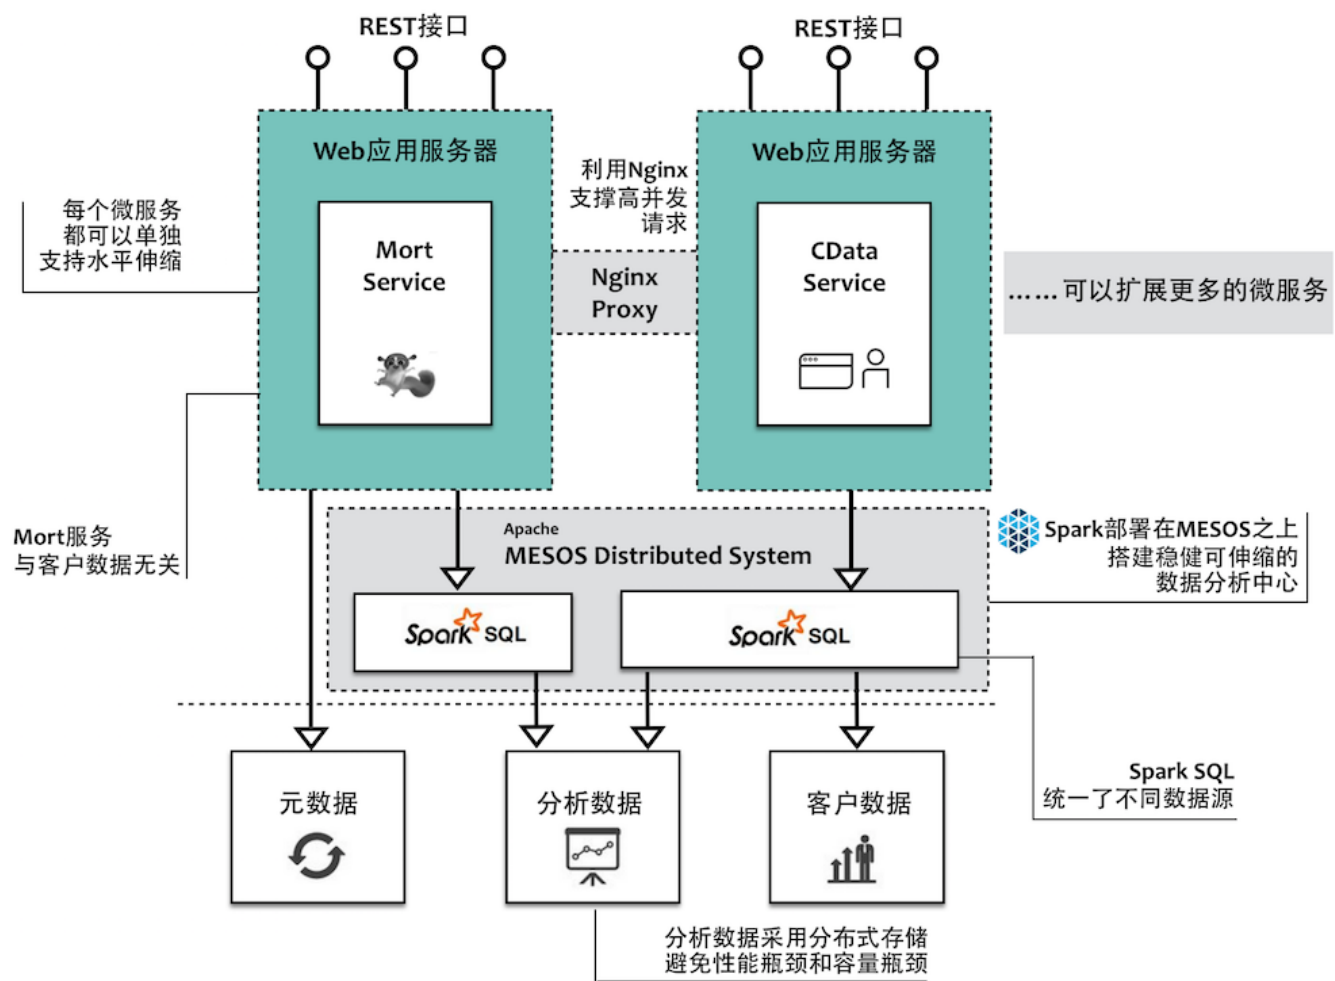 REST接口
REST接口
Web应用服务器
Web应用服务器
利用Nginx
支撑高并发
请求
每个微服务
都可以单独
支持水平伸缩
Mort
Service
Nginx
Proxy
CData
Service
……可以扩展更多的微服务
Mort服务
与客户数据无关
Apache
MESOS Distributed System
Spark部署在MESOS之上
搭建稳健可伸缩的
数据分析中心
Spark SQL
Spark SQL
Spark SQL
统一了不同数据源
元数据
分析数据
客户数据
分析数据采用分布式存储
避免性能瓶颈和容量瓶颈